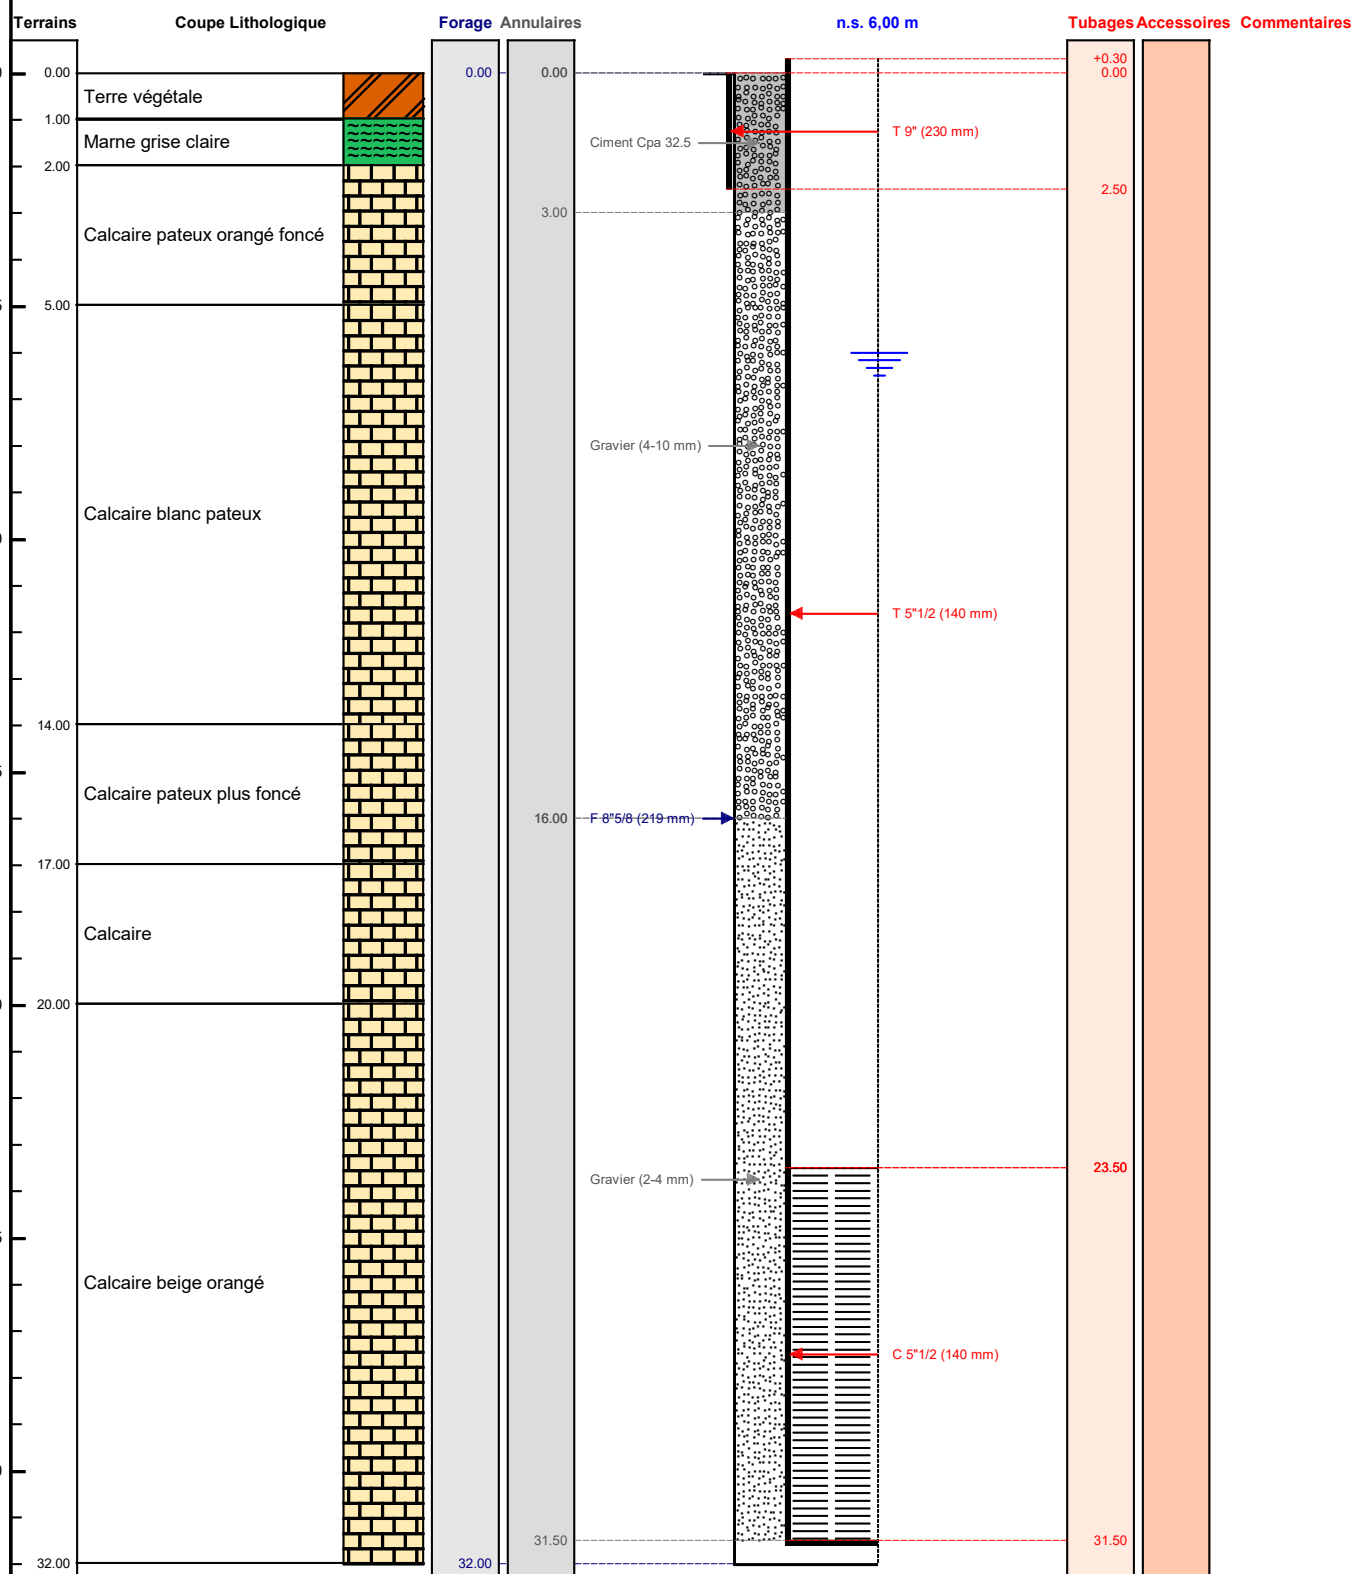 Terrains Coupe Lithologique Forage Annulaires n.s. 6,00 m Tubages Accessoires Commentaires
+0.30
0.00 0.00 0.00 0.00
Terre végétale
1.00
T 9" (230 mm)
Marne grise claire
Ciment Cpa 32.5
2.00
2.50
3.00
Calcaire pateux orangé foncé
5.00
Gravier (4-10 mm)
Calcaire blanc pateux
T 5"1/2 (140 mm)
14.00
Calcaire pateux plus foncé
16.00 F 8"5/8 (219 mm)
17.00
Calcaire
20.00
23.50
Gravier (2-4 mm)
Calcaire beige orangé
C 5"1/2 (140 mm)
31.50 31.50
32.00 32.00